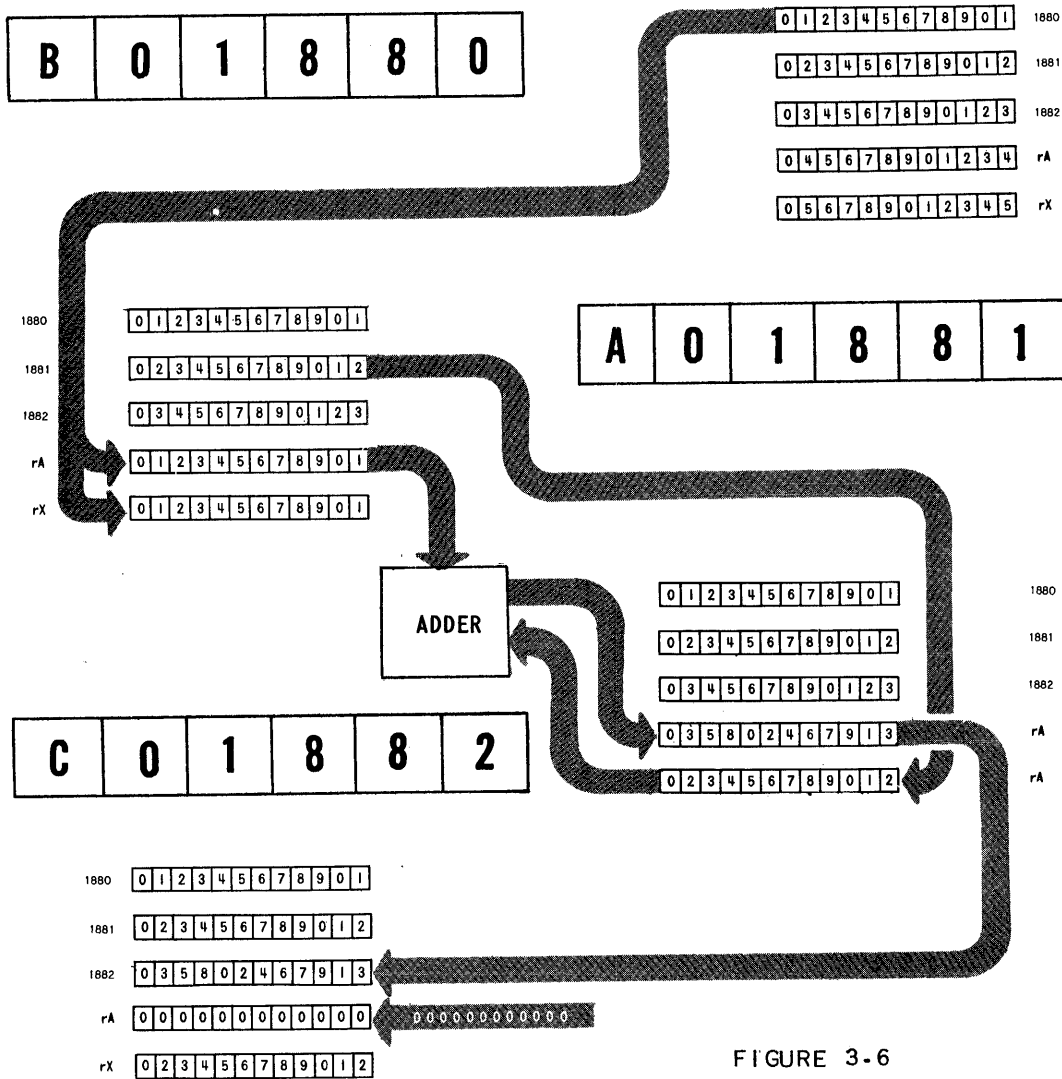 B 0 1 8 8 0
0 1 2 3 4 5 6 7 8 9 0 1 1880
0 2 3 4 5 6 7 8 9 0 1 2 1881
0 3 4 5 6 7 8 9 0 1 2 3 1882
0 4 5 6 7 8 9 0 1 2 3 4 rA
0 5 6 7 8 9 0 1 2 3 4 5 rX
A 0 1 8 8 1
1880 0 1 2 3 4 5 6 7 8 9 0 1
1881 0 2 3 4 5 6 7 8 9 0 1 2
1882 0 3 4 5 6 7 8 9 0 1 2 3
rA 0 1 2 3 4 5 6 7 8 9 0 1
rX 0 1 2 3 4 5 6 7 8 9 0 1
ADDER
0 1 2 3 4 5 6 7 8 9 0 1 1880
0 2 3 4 5 6 7 8 9 0 1 2 1881
0 3 4 5 6 7 8 9 0 1 2 3 1882
0 3 5 8 0 2 4 6 7 9 1 3 rA
0 2 3 4 5 6 7 8 9 0 1 2 rA
C 0 1 8 8 2
1880 0 1 2 3 4 5 6 7 8 9 0 1
1881 0 2 3 4 5 6 7 8 9 0 1 2
1882 0 3 5 8 0 2 4 6 7 9 1 3
rA 0 0 0 0 0 0 0 0 0 0 0 0 000000000000
rX 0 2 3 4 5 6 7 8 9 0 1 2
FIGURE 3-6